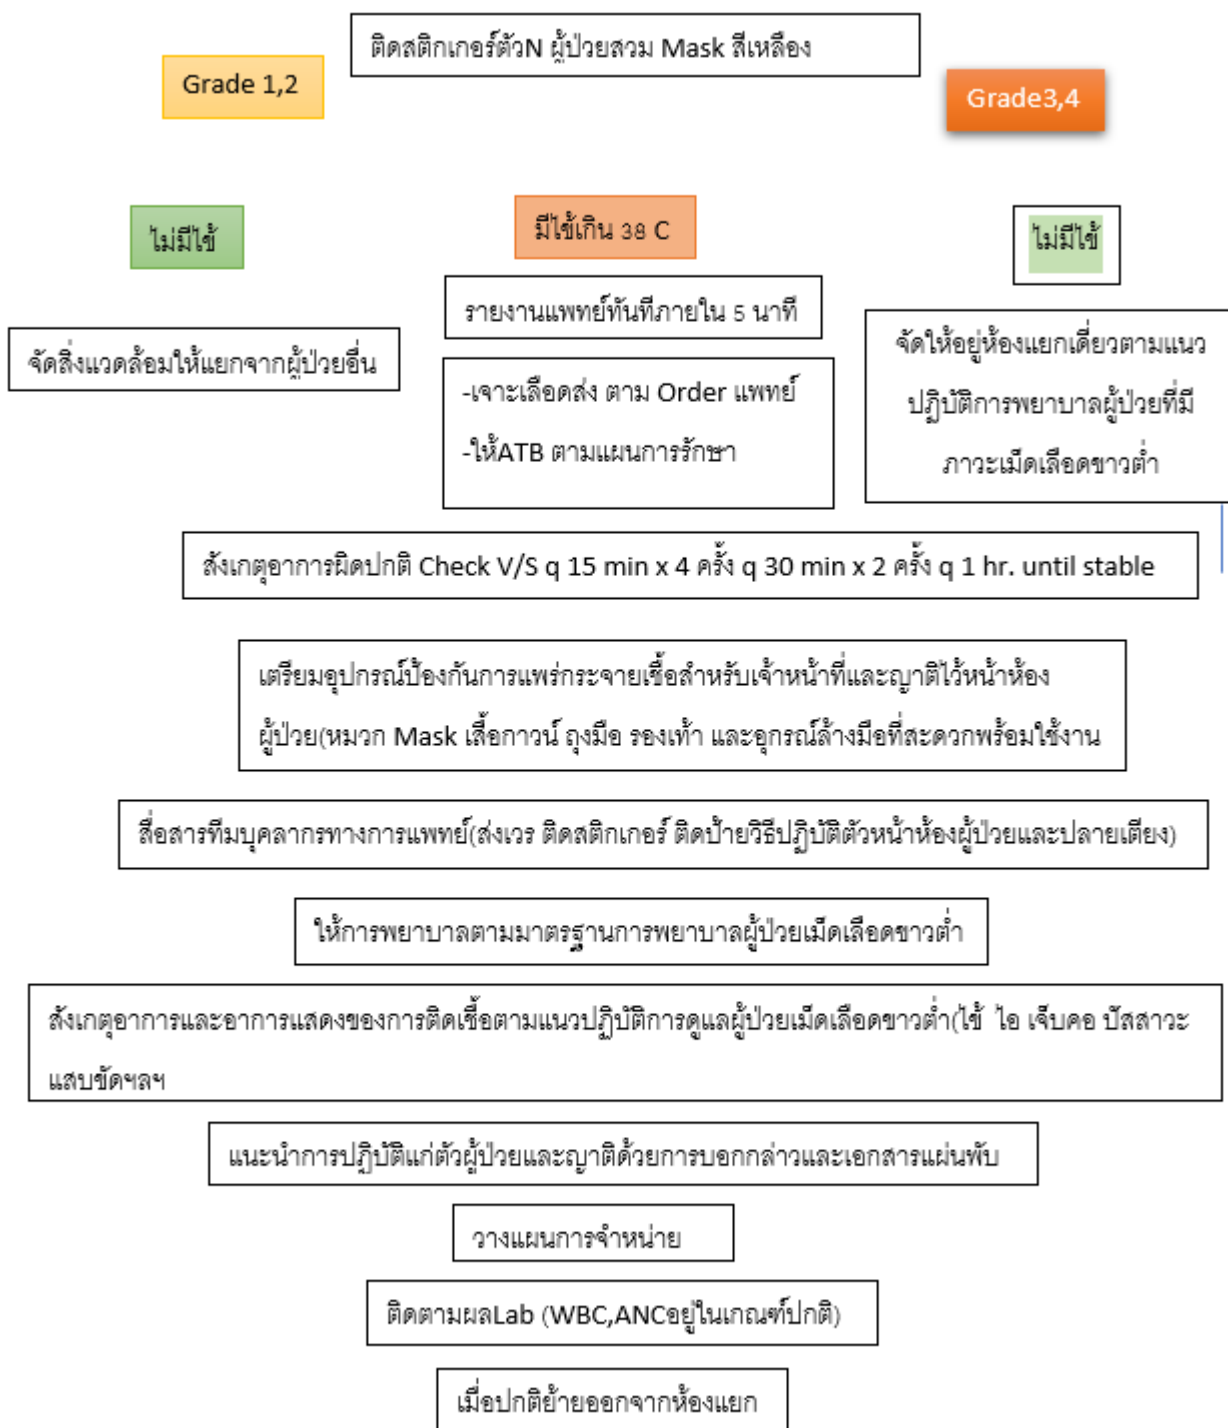 ติดสติกเกอร์ตัวN ผู้ป่วยสวม Mask สีเหลือง
Grade 1,2
Grade3,4
ไม่มีไข้
มีไข้เกิน 38 C
ไม่มีไข้
รายงานแพทย์ทันทีภายใน 5 นาที
จัดสิ่งแวดล้อมให้แยกจากผู้ป่วยอื่น
-เจาะเลือดส่ง ตาม Order แพทย์
-ให้ATB ตามแผนการรักษา
จัดให้อยู่ห้องแยกเดี่ยวตามแนว
ปฏิบัติการพยาบาลผู้ป่วยที่มี
ภาวะเม็ดเลือดขาวต่ำ
สังเกตุอาการผิดปกติ Check V/S q 15 min x 4 ครั้ง q 30 min x 2 ครั้ง q 1 hr. until stable
เตรียมอุปกรณ์ป้องกันการแพร่กระจายเชื้อสำหรับเจ้าหน้าที่และญาติไว้หน้าห้อง
ผู้ป่วย(หมวก Mask เสื้อกาวน์ ถุงมือ รองเท้า และอุกรณ์ล้างมือที่สะดวกพร้อมใช้งาน
สื่อสารทีมบุคลากรทางการแพทย์(ส่งเวร ติดสติกเกอร์ ติดป้ายวิธีปฏิบัติตัวหน้าห้องผู้ป่วยและปลายเตียง)
ให้การพยาบาลตามมาตรฐานการพยาบาลผู้ป่วยเม็ดเลือดขาวต่ำ
สังเกตุอาการและอาการแสดงของการติดเชื้อตามแนวปฏิบัติการดูแลผู้ป่วยเม็ดเลือดขาวต่ำ(ไข้ ไอ เจ็บคอ ปัสสาวะ
แสบขัดฯลฯ
แนะนำการปฏิบัติแก่ตัวผู้ป่วยและญาติด้วยการบอกกล่าวและเอกสารแผ่นพับ
วางแผนการจำหน่าย
ติดตามผลLab (WBC,ANCอยู่ในเกณฑ์ปกติ)
เมื่อปกติย้ายออกจากห้องแยก